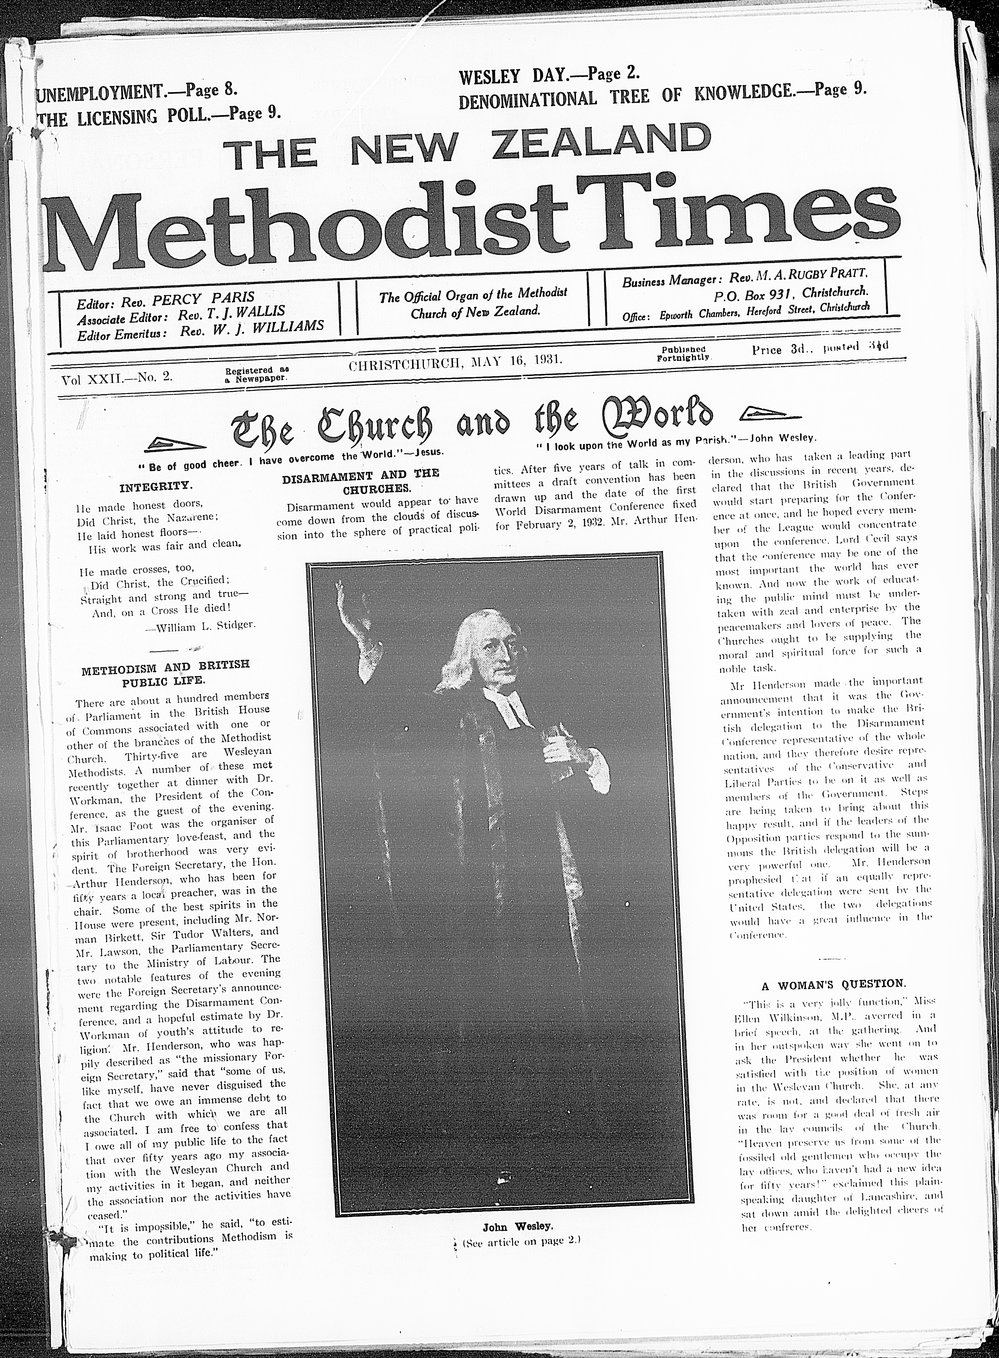 UNEMPLOYMENT.—Page 8.
THE LICENSING POLL.—Page 9.
WESLEY DAY.—Page 2.
DENOMINATIONAL TREE OF KNOWLEDGE.—Page 9.
THE NEW ZEALAND
Methodist Times
Editor: Rev. PERCY PARIS
Associate Editor: Rev. T. J. WALLIS
Editor Emeritus: Rev. W. J. WILLIAMS
The Official Organ of the Methodist
Church of New Zealand.
Business Manager: Rev. M. A. RUGBY PRATT.
P.O. Box 931, Christchurch.
Office: Epworth Chambers, Hereford Street, Christchurch
Vol XXII.—No. 2.
Registered as
a Newspaper.
CHRISTCHURCH, MAY 16, 1931.
Published
Fortnightly
Price 3d., posted 3½d
The Church and the World
"Be of good cheer. I have overcome the World."—Jesus.
"I look upon the World as my Parish."—John Wesley.
INTEGRITY.
He made honest doors,
Did Christ, the Nazarene;
He laid honest floors—
His work was fair and clean.
He made crosses, too,
Did Christ, the Crucified;
Straight and strong and true—
And, on a Cross He died!
—William L. Stidger.
METHODISM AND BRITISH
PUBLIC LIFE.
There are about a hundred members
of Parliament in the British House
of Commons associated with one or
other of the branches of the Methodist
Church. Thirty-five are Wesleyan
Methodists. A number of these met
recently together at dinner with Dr.
Workman, the President of the Con-
ference, as the guest of the evening.
Mr. Isaac Foot was the organiser of
this Parliamentary love-feast, and the
spirit of brotherhood was very evi-
dent. The Foreign Secretary, the Hon.
Arthur Henderson, who has been for
fifty years a local preacher, was in the
chair. Some of the best spirits in the
House were present, including Mr. Nor-
man Birkett, Sir Tudor Walters, and
Mr. Lawson, the Parliamentary Secre-
tary to the Ministry of Labour. The
two notable features of the evening
were the Foreign Secretary's announce-
ment regarding the Disarmament Con-
ference, and a hopeful estimate by Dr.
Workman of youth's attitude to re-
ligion. Mr. Henderson, who was hap-
pily described as "the missionary For-
eign Secretary," said that "some of us,
like myself, have never disguised the
fact that we owe an immense debt to
the Church with which we are all
associated. I am free to confess that
I owe all of my public life to the fact
that over fifty years ago my associa-
tion with the Wesleyan Church and
my activities in it began, and neither
the association nor the activities have
ceased."
"It is impossible," he said, "to esti-
mate the contributions Methodism is
making to political life."
DISARMAMENT AND THE
CHURCHES.
Disarmament would appear to have
come down from the clouds of discus-
sion into the sphere of practical poli-
tics. After five years of talk in com-
mittees a draft convention has been
drawn up and the date of the first
World Disarmament Conference fixed
for February 2, 1932. Mr. Arthur Hen-
John Wesley.
(See article on page 2.)
derson, who has taken a leading part
in the discussions in recent years, de-
clared that the British Government
would start preparing for the Confer-
ence at once, and he hoped every mem-
ber of the League would concentrate
upon the conference. Lord Cecil says
that the conference may be one of the
most important the world has ever
known. And now the work of educat-
ing the public mind must be under-
taken with zeal and enterprise by the
peacemakers and lovers of peace. The
Churches ought to be supplying the
moral and spiritual force for such a
noble task.
Mr Henderson made the important
announcement that it was the Gov-
ernment's intention to make the Bri-
tish delegation to the Disarmament
Conference representative of the whole
nation, and they therefore desire repre-
sentatives of the Conservative and
Liberal Parties to be on it as well as
members of the Government. Steps
are being taken to bring about this
happy result, and if the leaders of the
Opposition parties respond to the sum-
mons the British delegation will be a
very powerful one. Mr. Henderson
prophesied that if an equally repre-
sentative delegation were sent by the
United States, the two delegations
would have a great influence in the
Conference.
A WOMAN'S QUESTION.
"This is a very jolly function," Miss
Ellen Wilkinson, M.P., averred in a
brief speech, at the gathering. And
in her outspoken way she went on to
ask the President whether he was
satisfied with the position of women
in the Wesleyan Church. She, at any
rate, is not, and declared that there
was room for a good deal of fresh air
in the lay councils of the Church.
"Heaven preserve us from some of the
fossiled old gentlemen who occupy the
lay offices, who haven't had a new idea
for fifty years!" exclaimed this plain-
speaking daughter of Lancashire, and
sat down amid the delighted cheers of
her confreres.